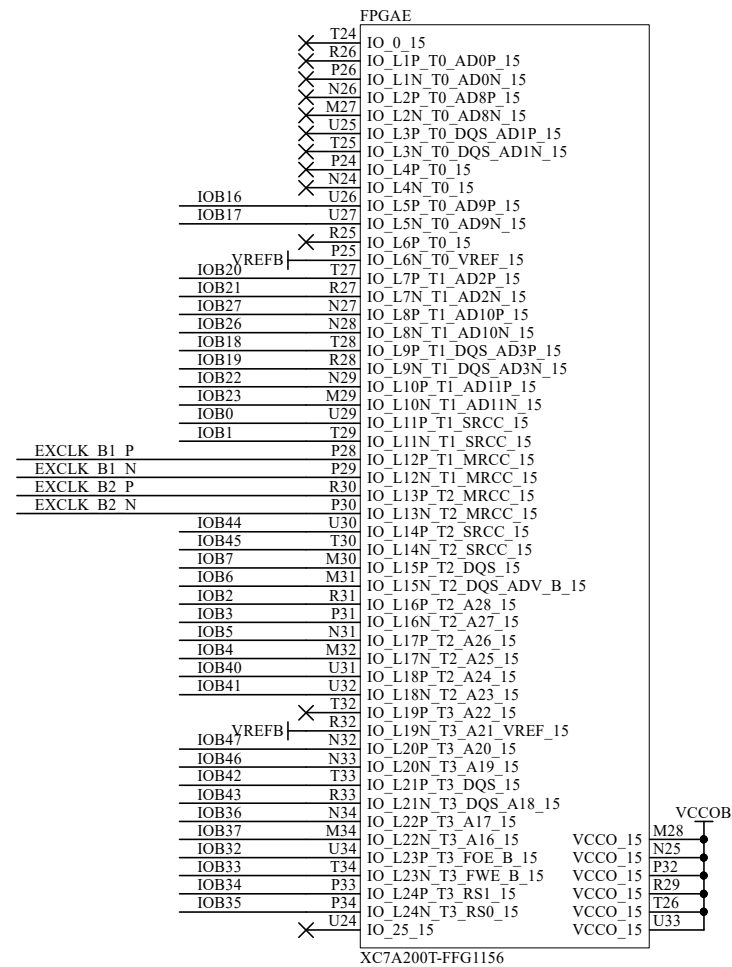 FPGAE
T24 IO_0_15
R26 IO_L1P_T0_AD0P_15
P26 IO_L1N_T0_AD0N_15
N26 IO_L2P_T0_AD8P_15
M27 IO_L2N_T0_AD8N_15
U25 IO_L3P_T0_DQS_AD1P_15
T25 IO_L3N_T0_DQS_AD1N_15
P24 IO_L4P_T0_15
N24 IO_L4N_T0_15
IOB16 U26 IO_L5P_T0_AD9P_15
IOB17 U27 IO_L5N_T0_AD9N_15
R25 IO_L6P_T0_15
VREFB P25 IO_L6N_T0_VREF_15
IOB20 T27 IO_L7P_T1_AD2P_15
IOB21 R27 IO_L7N_T1_AD2N_15
IOB27 N27 IO_L8P_T1_AD10P_15
IOB26 N28 IO_L8N_T1_AD10N_15
IOB18 T28 IO_L9P_T1_DQS_AD3P_15
IOB19 R28 IO_L9N_T1_DQS_AD3N_15
IOB22 N29 IO_L10P_T1_AD11P_15
IOB23 M29 IO_L10N_T1_AD11N_15
IOB0 U29 IO_L11P_T1_SRCC_15
IOB1 T29 IO_L11N_T1_SRCC_15
EXCLK_B1_P P28 IO_L12P_T1_MRCC_15
EXCLK_B1_N P29 IO_L12N_T1_MRCC_15
EXCLK_B2_P R30 IO_L13P_T2_MRCC_15
EXCLK_B2_N P30 IO_L13N_T2_MRCC_15
IOB44 U30 IO_L14P_T2_SRCC_15
IOB45 T30 IO_L14N_T2_SRCC_15
IOB7 M30 IO_L15P_T2_DQS_15
IOB6 M31 IO_L15N_T2_DQS_ADV_B_15
IOB2 R31 IO_L16P_T2_A28_15
IOB3 P31 IO_L16N_T2_A27_15
IOB5 N31 IO_L17P_T2_A26_15
IOB4 M32 IO_L17N_T2_A25_15
IOB40 U31 IO_L18P_T2_A24_15
IOB41 U32 IO_L18N_T2_A23_15
T32 IO_L19P_T3_A22_15
VREFB R32 IO_L19N_T3_A21_VREF_15
IOB47 N32 IO_L20P_T3_A20_15
IOB46 N33 IO_L20N_T3_A19_15
IOB42 T33 IO_L21P_T3_DQS_15
IOB43 R33 IO_L21N_T3_DQS_A18_15
IOB36 N34 IO_L22P_T3_A17_15
VCCOB
IOB37 M34 IO_L22N_T3_A16_15 VCCO_15 M28
IOB32 U34 IO_L23P_T3_FOE_B_15 VCCO_15 N25
IOB33 T34 IO_L23N_T3_FWE_B_15 VCCO_15 P32
IOB34 P33 IO_L24P_T3_RS1_15 VCCO_15 R29
IOB35 P34 IO_L24N_T3_RS0_15 VCCO_15 T26
U24 IO_25_15 VCCO_15 U33
XC7A200T-FFG1156